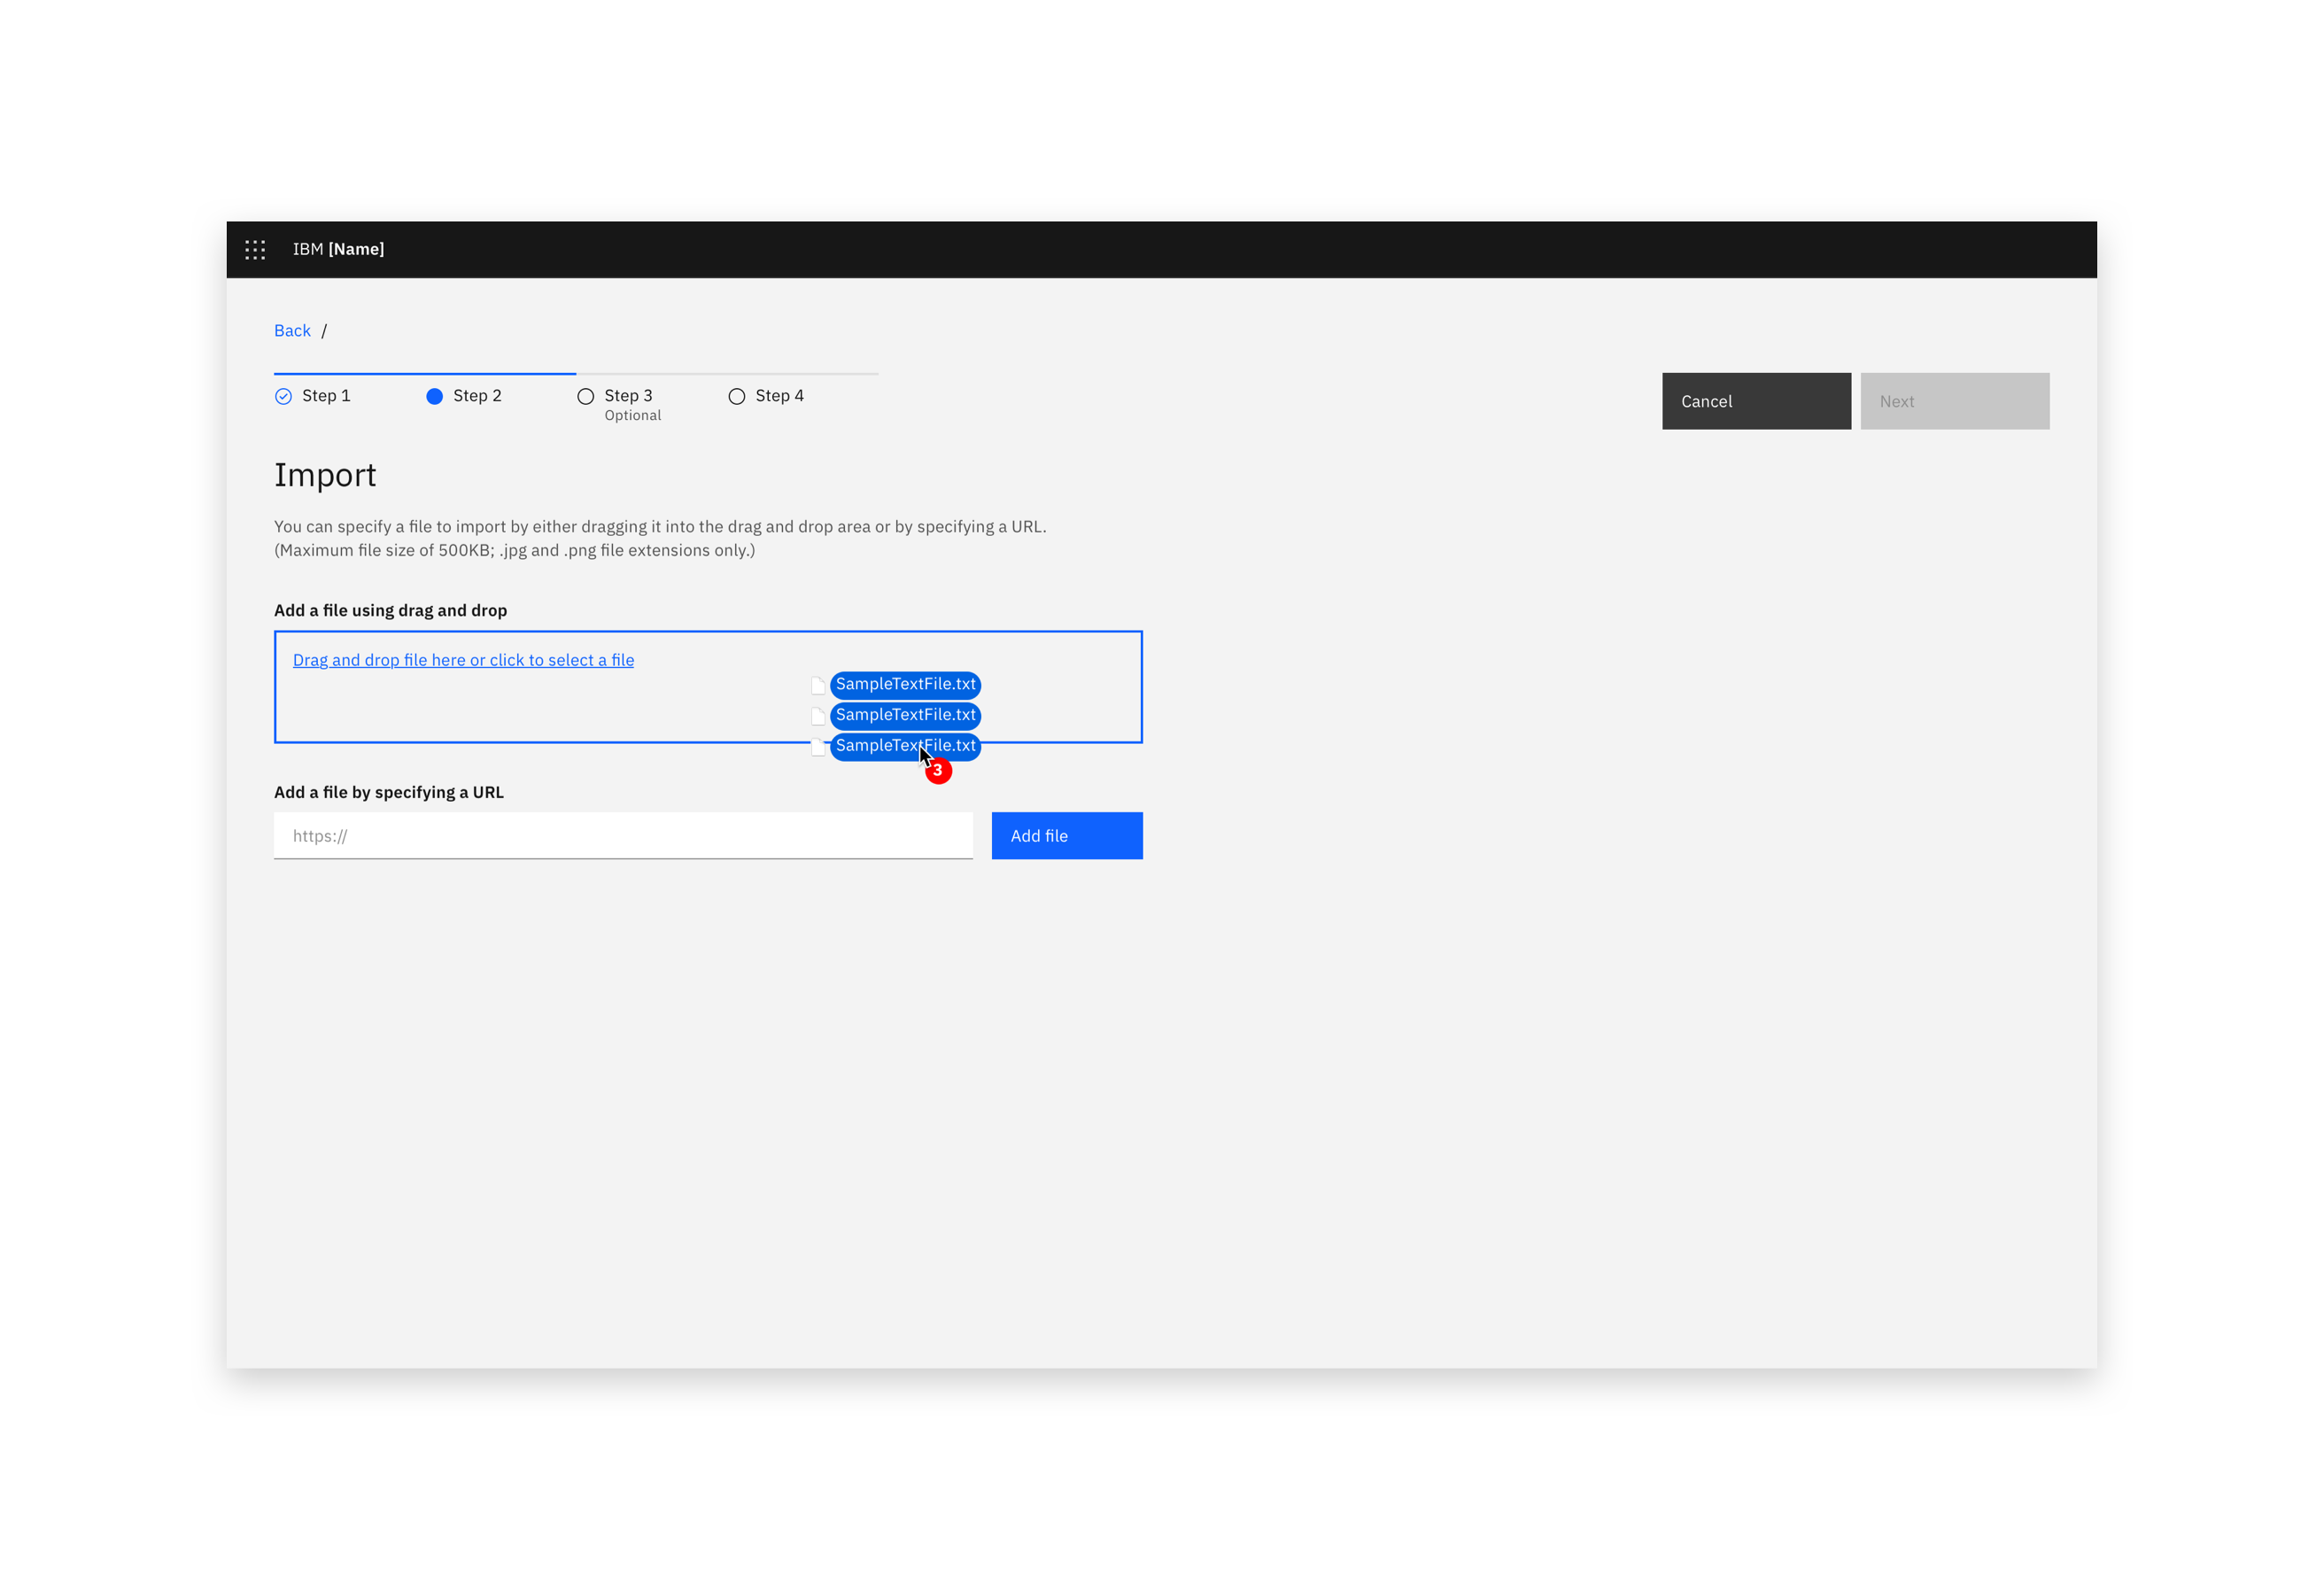 IBM [Name]
Back /
Step 1
Step 2
Step 3
Optional
Step 4
Cancel
Next
Import
You can specify a file to import by either dragging it into the drag and drop area or by specifying a URL.
(Maximum file size of 500KB; .jpg and .png file extensions only.)
Add a file using drag and drop
Drag and drop file here or click to select a file
SampleTextFile.txt
SampleTextFile.txt
SampleTextFile.txt
3
Add a file by specifying a URL
https://
Add file